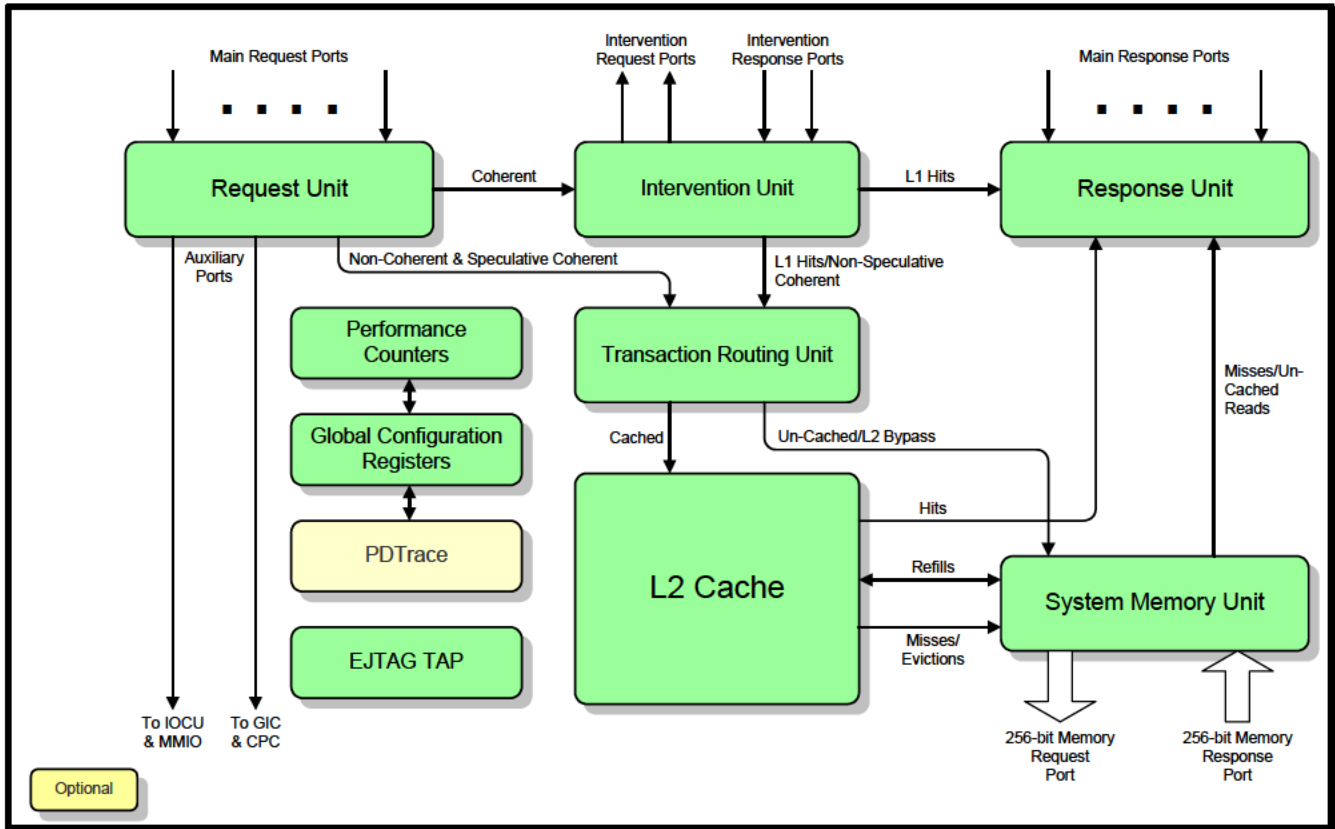 Main Request Ports
Intervention
Request Ports
Intervention
Response Ports
Main Response Ports
Request Unit
Coherent
Intervention Unit
L1 Hits
Response Unit
Auxiliary
Ports
Non-Coherent & Speculative Coherent
L1 Hits/Non-Speculative
Coherent
Performance
Counters
Transaction Routing Unit
Misses/Un-
Cached
Reads
Global Configuration
Registers
Cached
Un-Cached/L2 Bypass
PDTrace
L2 Cache
Hits
Refills
System Memory Unit
Misses/
Evictions
EJTAG TAP
To IOCU
& MMIO
To GIC
& CPC
256-bit Memory
Request
Port
256-bit Memory
Response
Port
Optional